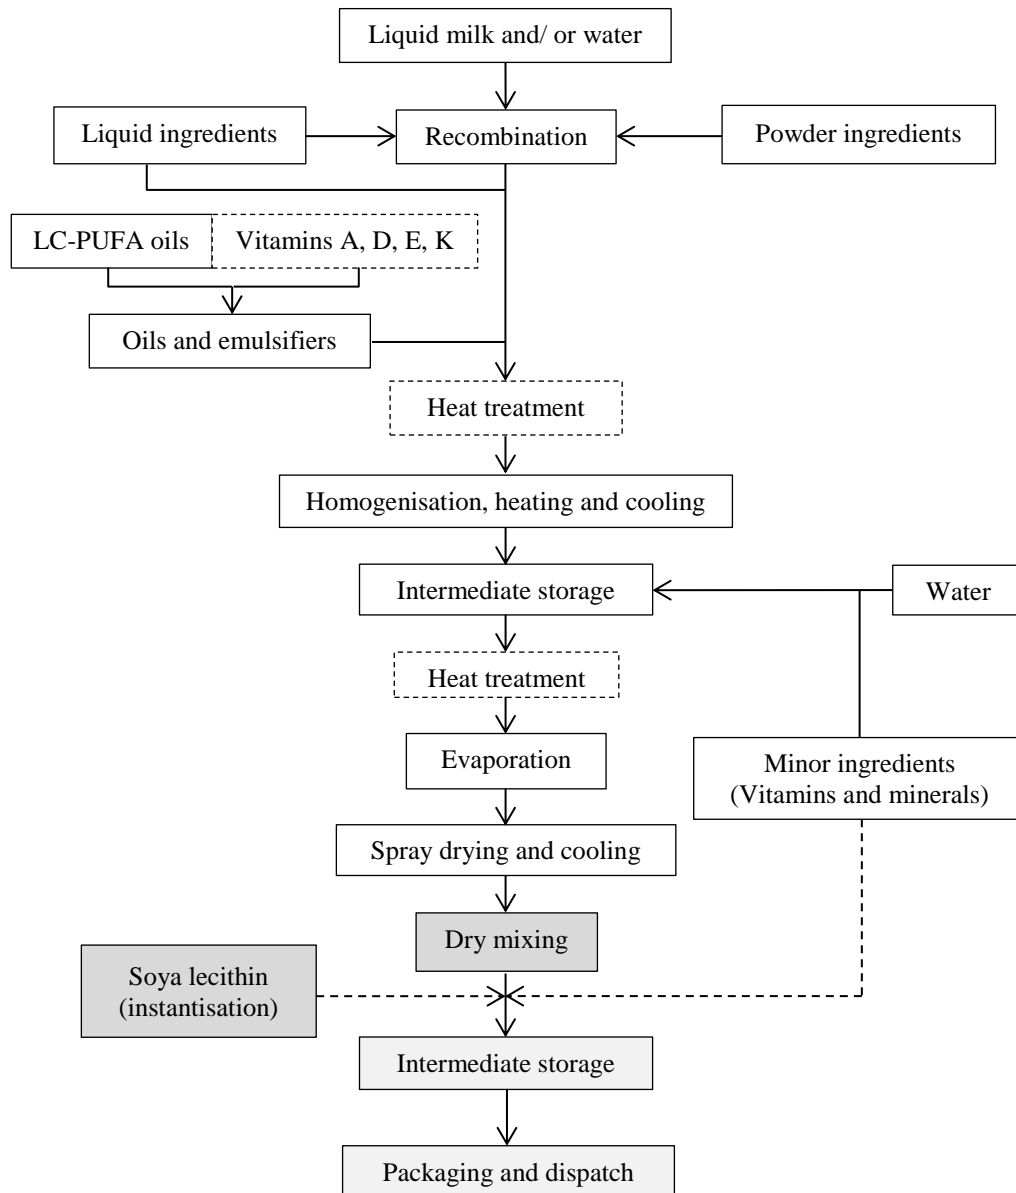 Liquid milk and/ or water
Liquid ingredients
Recombination
Powder ingredients
LC-PUFA oils
Vitamins A, D, E, K
Oils and emulsifiers
Heat treatment
Homogenisation, heating and cooling
Intermediate storage
Water
Heat treatment
Evaporation
Minor ingredients
(Vitamins and minerals)
Spray drying and cooling
Dry mixing
Soya lecithin
(instantisation)
Intermediate storage
Packaging and dispatch